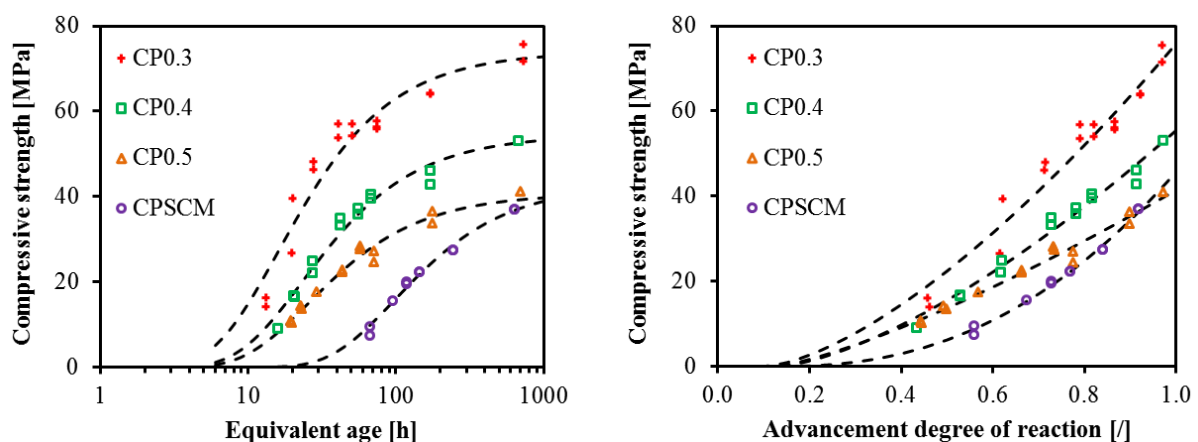 Compressive strength [MPa]
80
60
40
20
0
CP0.3
CP0.4
CP0.5
CPSCM
1
10
100
1000
Equivalent age [h]
Compressive strength [MPa]
80
60
40
20
0
CP0.3
CP0.4
CP0.5
CPSCM
0.0
0.2
0.4
0.6
0.8
1.0
Advancement degree of reaction [/]